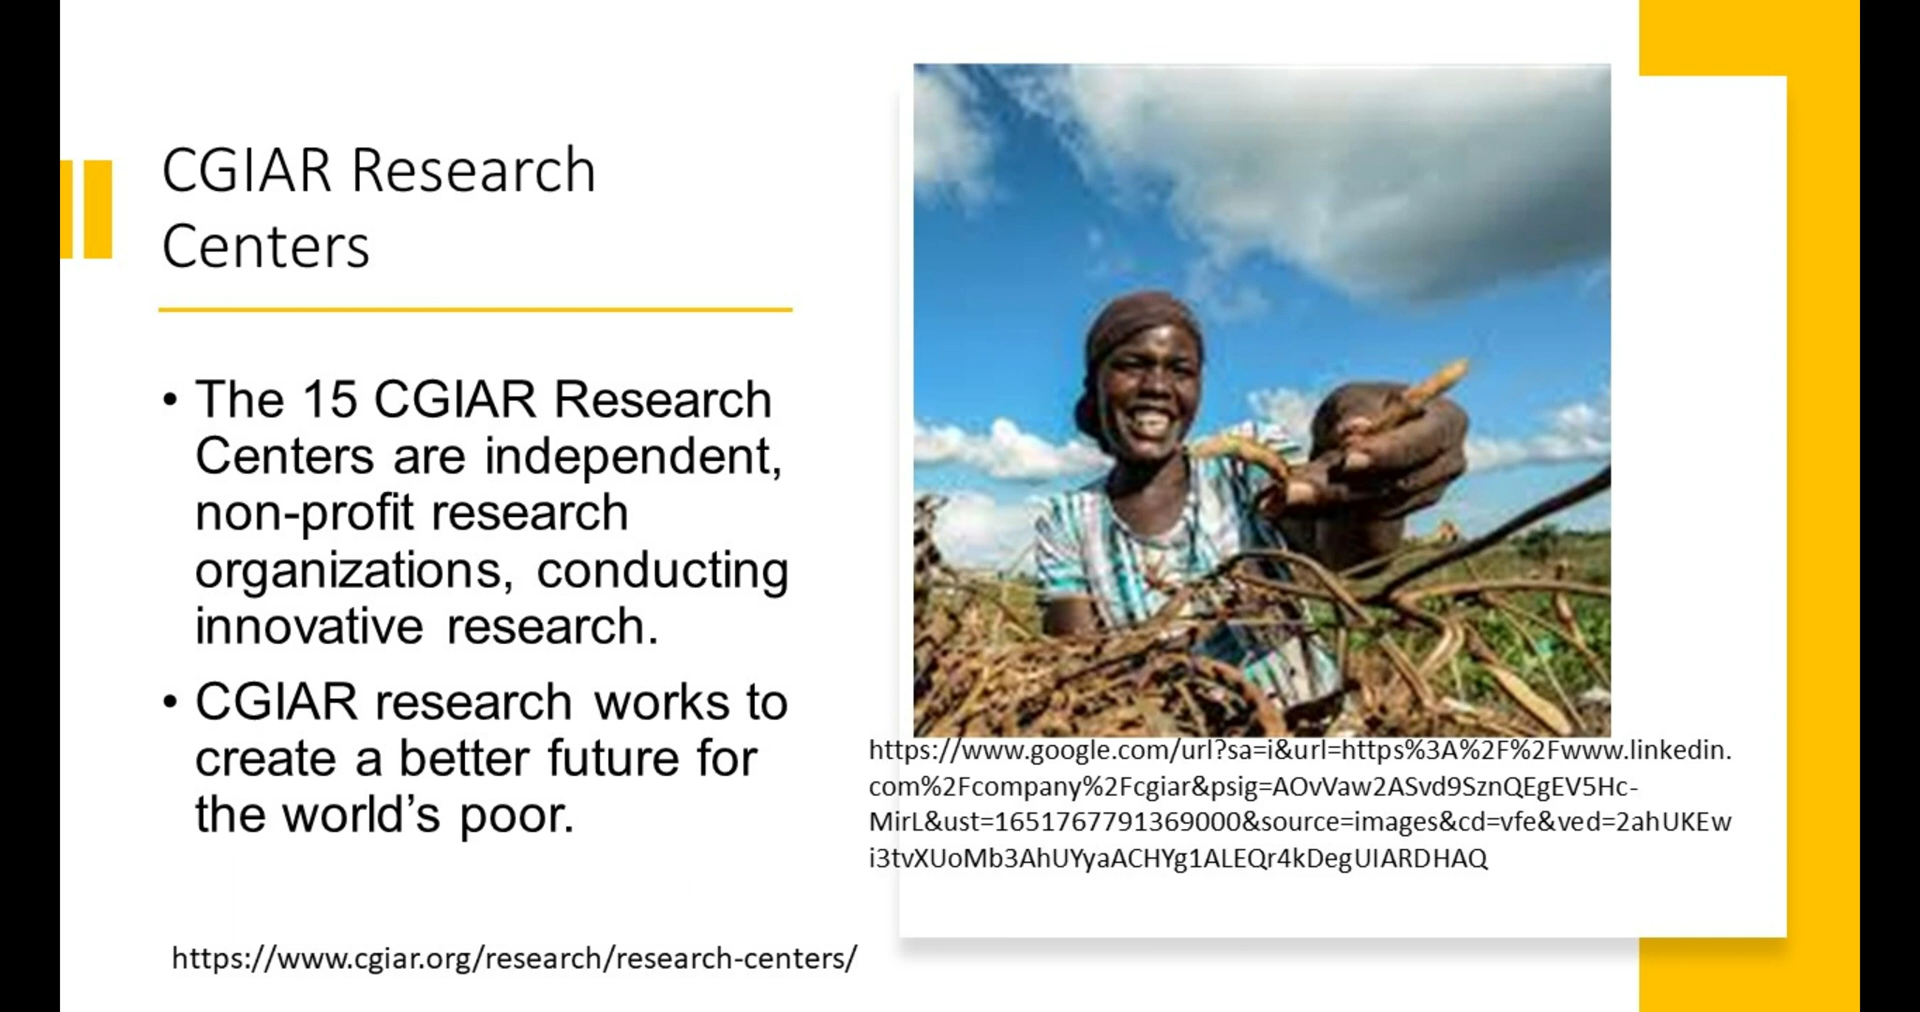 CGIAR Research
Centers
• The 15 CGIAR Research
Centers are independent,
non-profit research
organizations, conducting
innovative research.
• CGIAR research works to
create a better future for
the world’s poor.
https://www.google.com/url?sa=i&url=https%3A%2F%2Fwww.linkedin.
com%2Fcompany%2Fcgiar&psig=AOvVaw2ASvd9SznQEgEV5Hc-
MirL&ust=1651767791369000&source=images&cd=vfe&ved=2ahUKEw
i3tvXUoMb3AhUYyaACHYg1ALEQr4kDegUIARDHAQ
https://www.cgiar.org/research/research-centers/